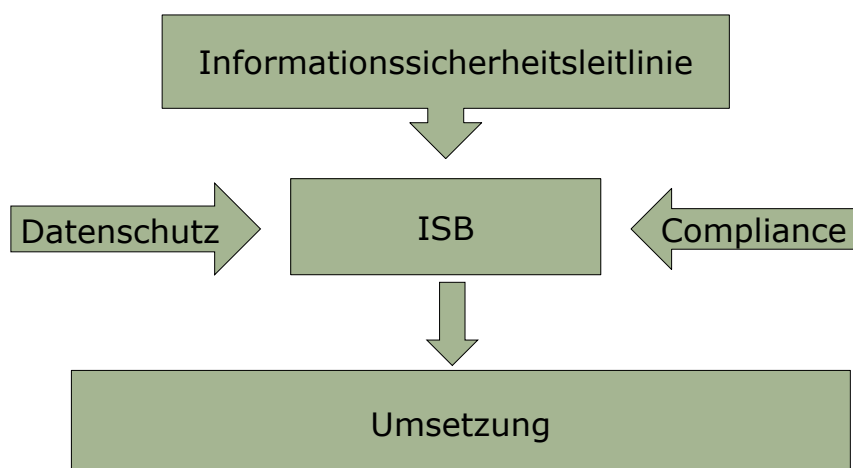 Informationssicherheitsleitlinie
Datenschutz
ISB
Compliance
Umsetzung